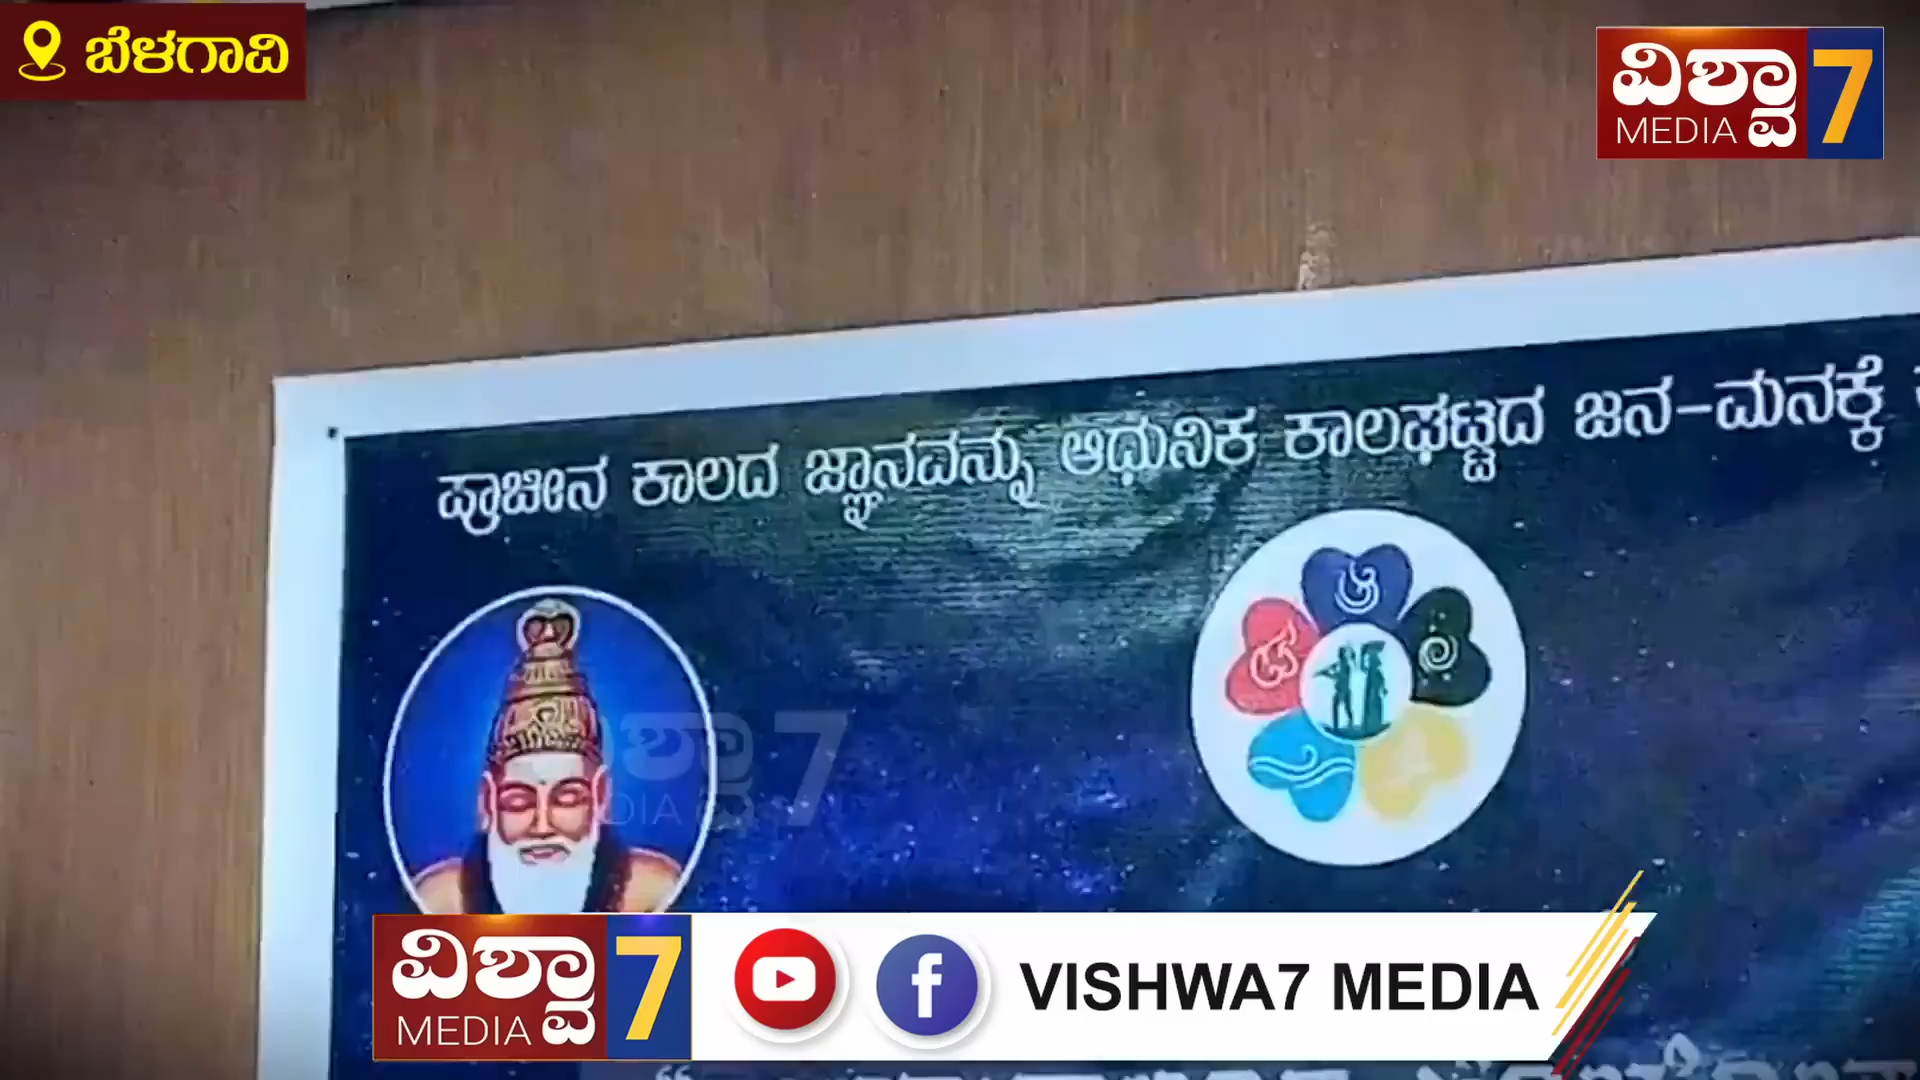 ಬೆಳಗಾವಿ
ವಿಶ್ವಾ 7
MEDIA
ಪ್ರಾಚೀನ ಕಾಲದ ಜ್ಞಾನವನ್ನು ಆಧುನಿಕ ಕಾಲಘಟ್ಟದ ಜನ-ಮನಕ್ಕೆ
ವಿಶ್ವಾ 7
MEDIA
VISHWA7 MEDIA